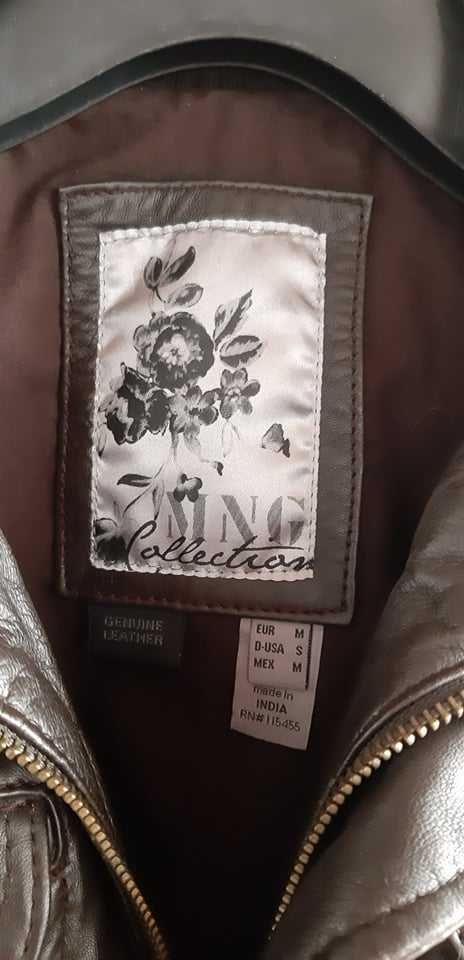 MNG
Collection
GENUINE
LEATHER
EUR M
D-USA S
MEX M
made in
INDIA
RN# 115455